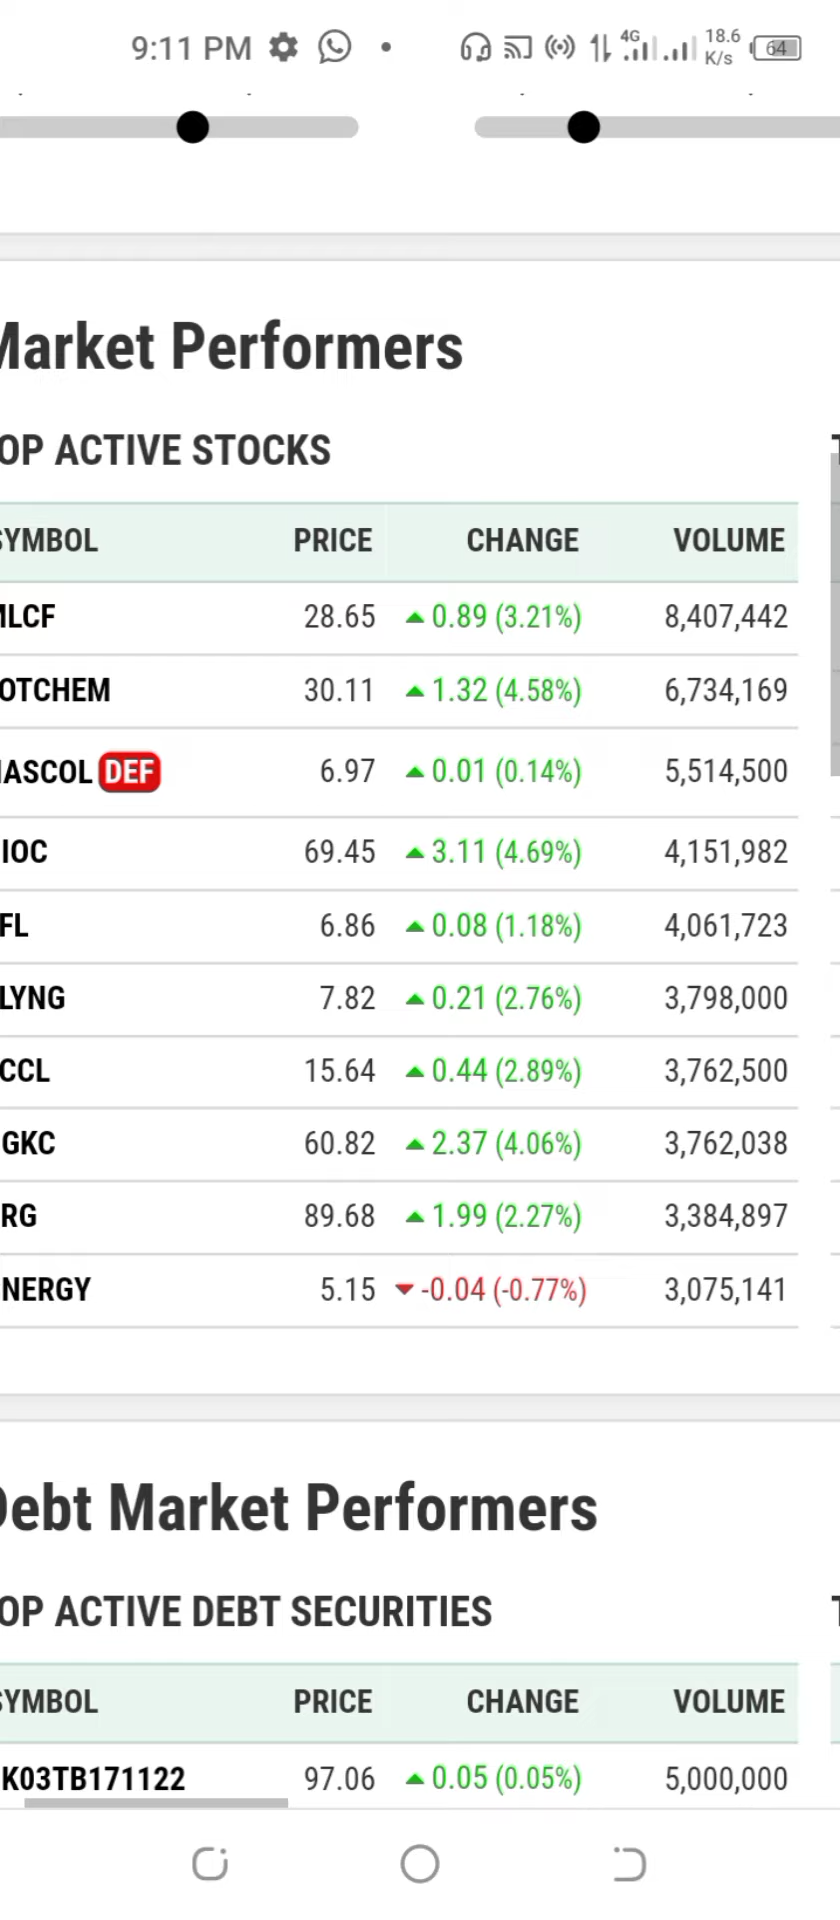 9:11 PM 4G 18.6 K/s 64
Market Performers
OP ACTIVE STOCKS
SYMBOL PRICE CHANGE VOLUME
MLCF 28.65 0.89 (3.21%) 8,407,442
OTCHEM 30.11 1.32 (4.58%) 6,734,169
HASCOL DEF 6.97 0.01 (0.14%) 5,514,500
IOC 69.45 3.11 (4.69%) 4,151,982
FL 6.86 0.08 (1.18%) 4,061,723
LYNG 7.82 0.21 (2.76%) 3,798,000
CCL 15.64 0.44 (2.89%) 3,762,500
GKC 60.82 2.37 (4.06%) 3,762,038
RG 89.68 1.99 (2.27%) 3,384,897
NERGY 5.15 -0.04 (-0.77%) 3,075,141
Debt Market Performers
OP ACTIVE DEBT SECURITIES
SYMBOL PRICE CHANGE VOLUME
K03TB171122 97.06 0.05 (0.05%) 5,000,000